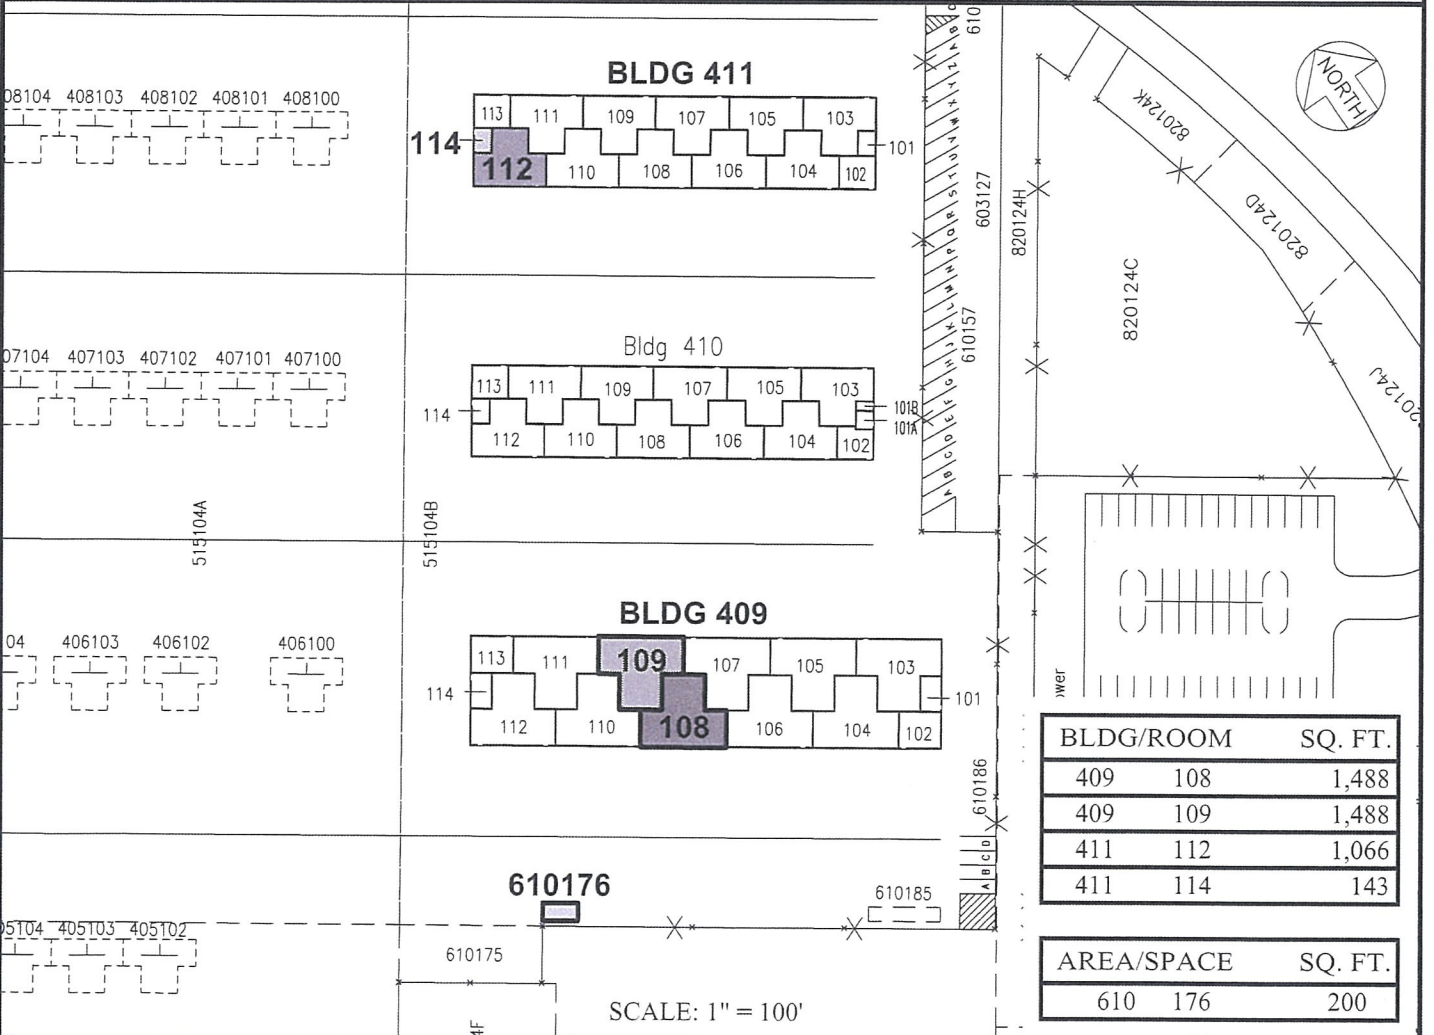 BLDG 411
08104 408103 408102 408101 408100
113 111 109 107 105 103
114
101
112 110 108 106 104 102
NORTH
610
603127
610157
820124H
820124C
820124K
820124D
20124J
A B C D E F G H J K L M N P Q R S T U V W X Y Z A B C
Bldg 410
07104 407103 407102 407101 407100
113 111 109 107 105 103
114
101B
101A
112 110 108 106 104 102
515104A
515104B
BLDG 409
04 406103 406102 406100
113 111 109 107 105 103
114
101
112 110 108 106 104 102
ower
610186
A B C D
610176
610185
05104 405103 405102
610175
4F
SCALE: 1" = 100'
BLDG/ROOM SQ. FT.
409 108 1,488
409 109 1,488
411 112 1,066
411 114 143
AREA/SPACE SQ. FT.
610 176 200